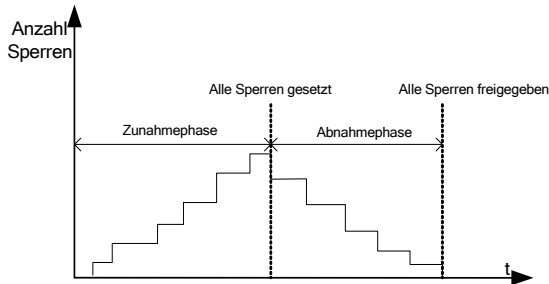 Anzahl
Sperren
Alle Sperren gesetzt
Alle Sperren freigegeben
Zunahmephase
Abnahmephase
t